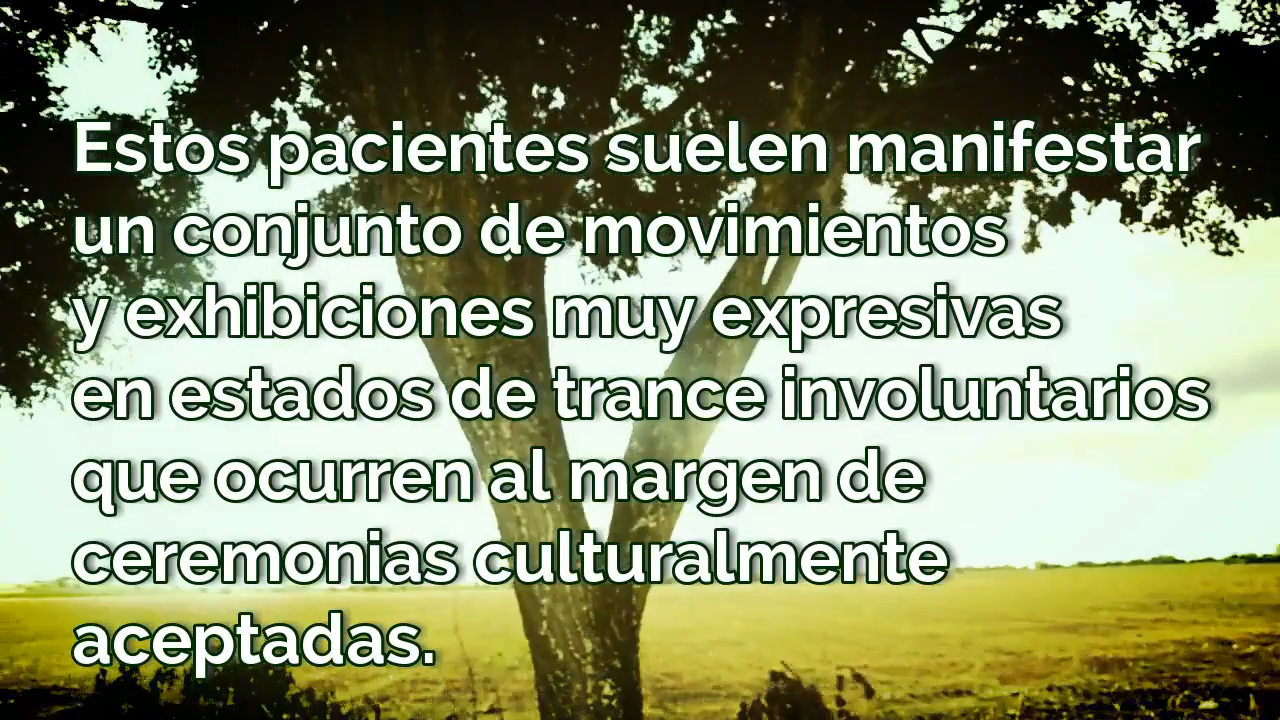 Estos pacientes suelen manifestar
un conjunto de movimientos
y exhibiciones muy expresivas
en estados de trance involuntarios
que ocurren al margen de
ceremonias culturalmente
aceptadas.